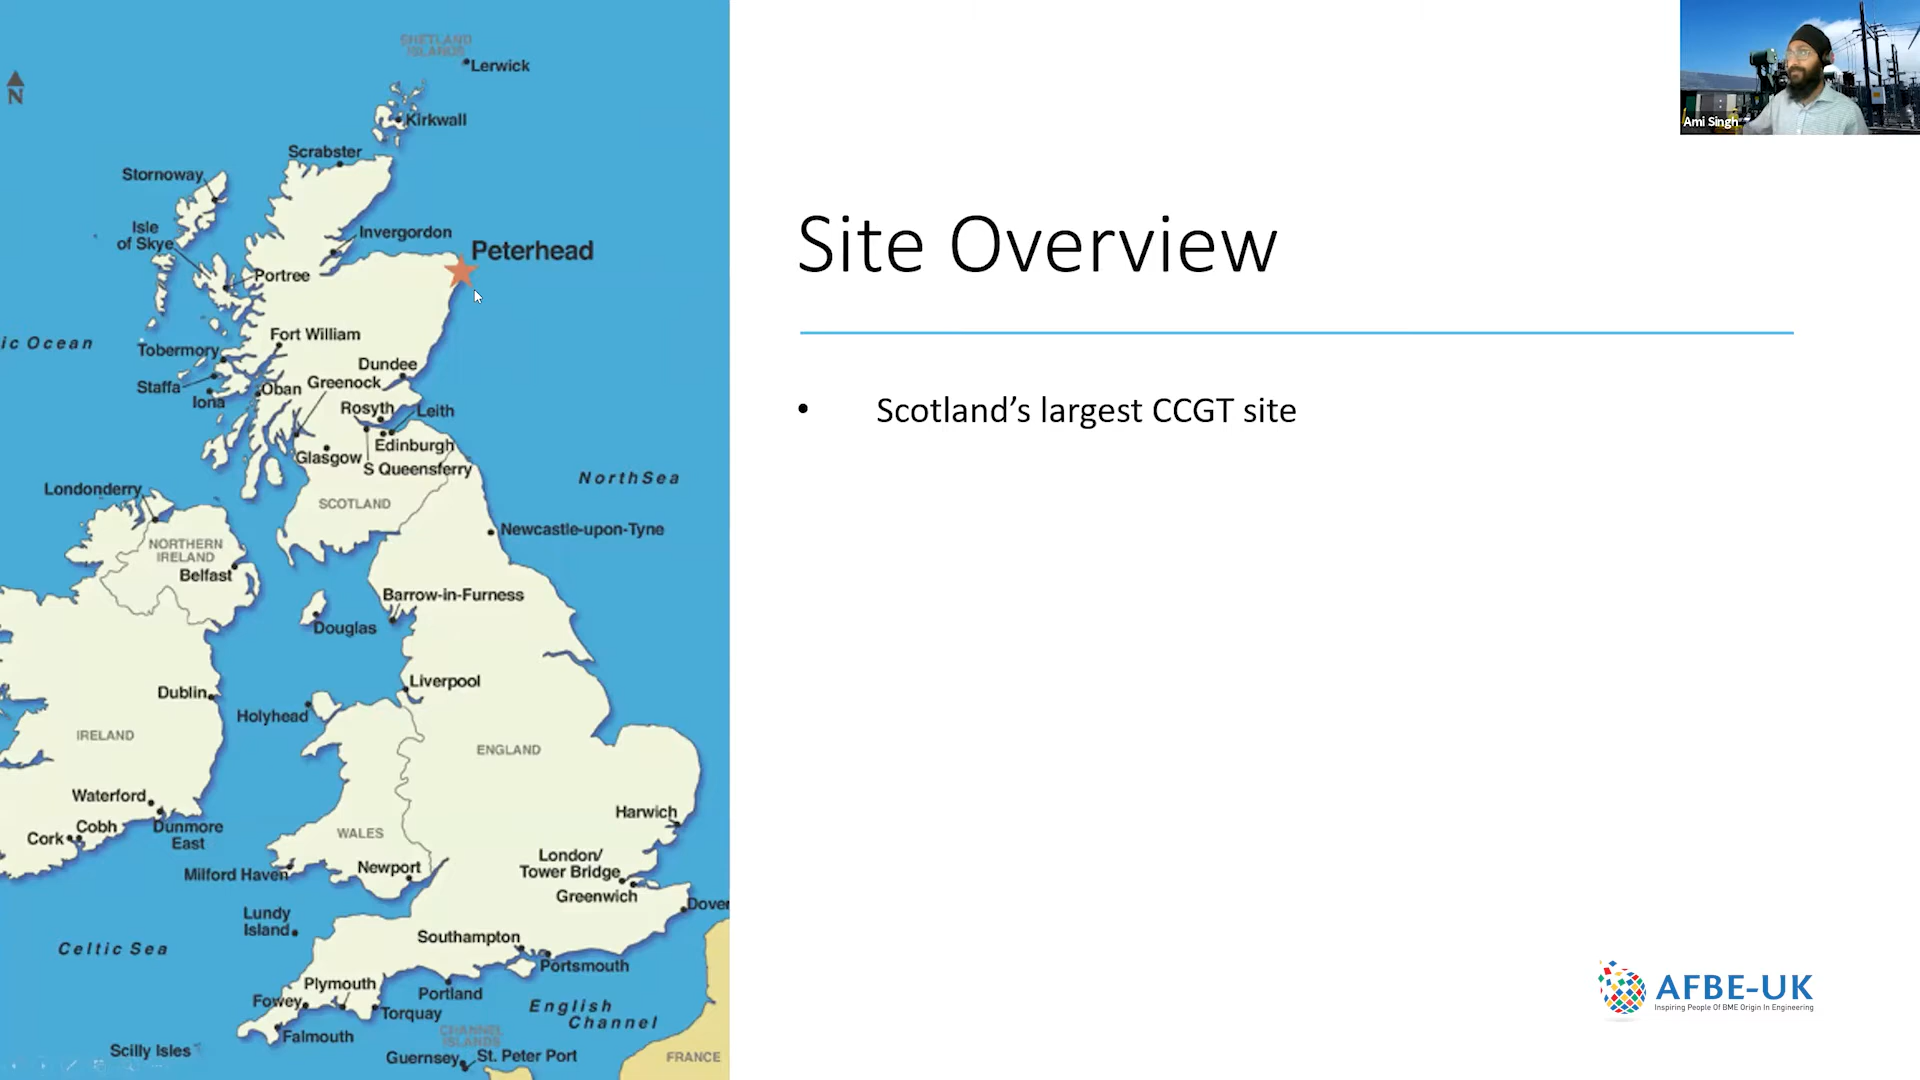 SHETLAND
ISLANDS
Lerwick
N
Kirkwall
Scrabster
Stornoway
Isle
of Skye
Invergordon
Peterhead
Portree
ic Ocean
Fort William
Tobermory
Dundee
Staffa
Greenock
Oban
Iona
Rosyth
Leith
Edinburgh
Glasgow
S Queensferry
North Sea
Londonderry
SCOTLAND
Newcastle-upon-Tyne
NORTHERN
IRELAND
Belfast
Barrow-in-Furness
Douglas
Liverpool
Dublin
Holyhead
IRELAND
ENGLAND
Waterford
Harwich
Cobh
Cork
Dunmore
East
WALES
London/
Tower Bridge
Newport
Milford Haven
Greenwich
Dover
Lundy
Island
Southampton
Celtic Sea
Portsmouth
Plymouth
Portland
Fowey
Torquay
English
Channel
Falmouth
CHANNEL
ISLANDS
Scilly Isles
Guernsey
St. Peter Port
FRANCE
Site Overview
• Scotland’s largest CCGT site
Ami Singh
AFBE-UK
Inspiring People Of BME Origin In Engineering